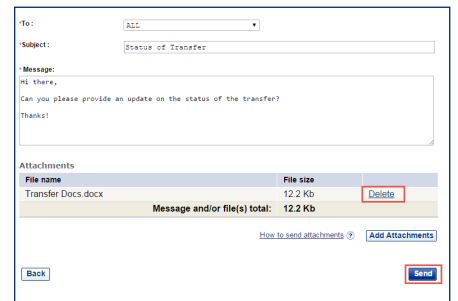 *To :
ALL
*Subject :
Status of Transfer
* Message:
Hi there,
Can you please provide an update on the status of the transfer?
Thanks!
Attachments
File name File size
Transfer Docs.docx 12.2 Kb Delete
Message and/or file(s) total: 12.2 Kb
How to send attachments ? Add Attachments
Back Send